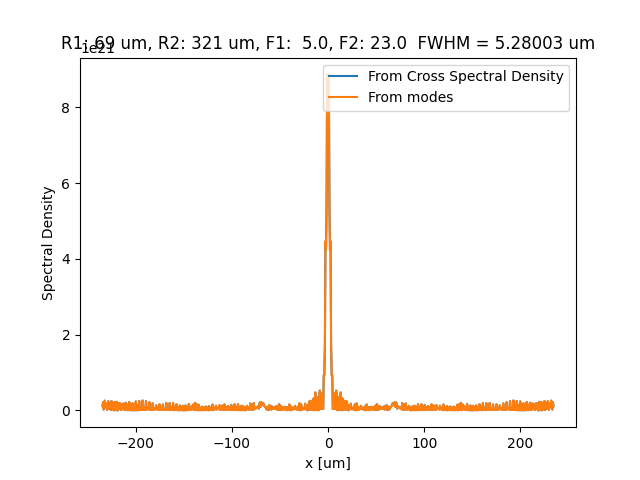 R1: 69 um, R2: 321 um, F1:  5.0, F2: 23.0  FWHM = 5.28003 um
1e21
From Cross Spectral Density
From modes
8
6
4
2
0
Spectral Density
−200 −100 0 100 200
x [um]